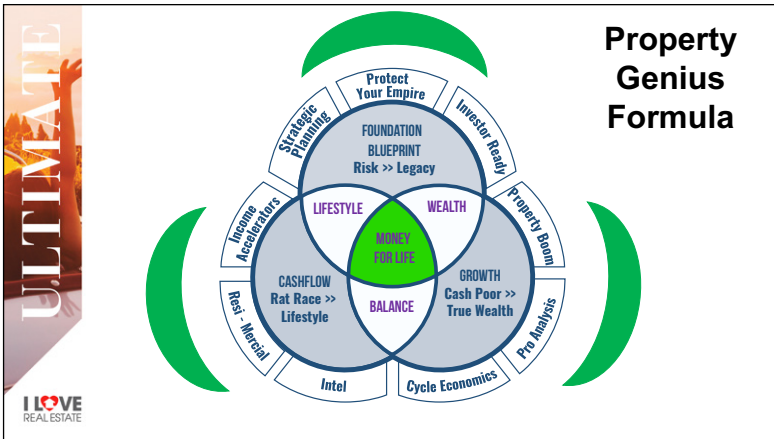 ULTIMATE
I LOVE
REAL ESTATE
Property
Genius
Formula
Protect
Your Empire
Strategic
Planning
Investor Ready
FOUNDATION
BLUEPRINT
Risk >> Legacy
Income
Accelerators
LIFESTYLE
WEALTH
Property Boom
MONEY
FOR LIFE
CASHFLOW
Rat Race >>
Lifestyle
GROWTH
Cash Poor >>
True Wealth
BALANCE
Resi - Mercial
Pro Analysis
Intel
Cycle Economics